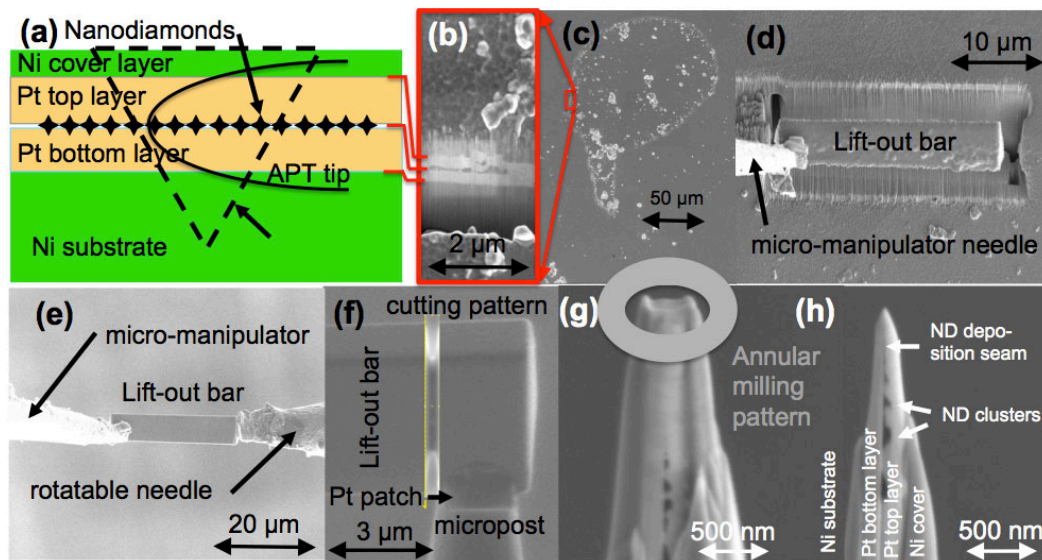 (a)
Nanodiamonds
Ni cover layer
Pt top layer
Pt bottom layer
APT tip
Ni substrate
(b)
2 μm
(c)
50 μm
(d)
10 μm
Lift-out bar
micro-manipulator needle
(e)
micro-manipulator
Lift-out bar
rotatable needle
20 μm
(f)
cutting pattern
Lift-out bar
Pt patch
micropost
3 μm
(g)
Annular
milling
pattern
500 nm
(h)
ND depo-
sition seam
ND clusters
Ni substrate
Pt bottom layer
Pt top layer
Ni cover
500 nm